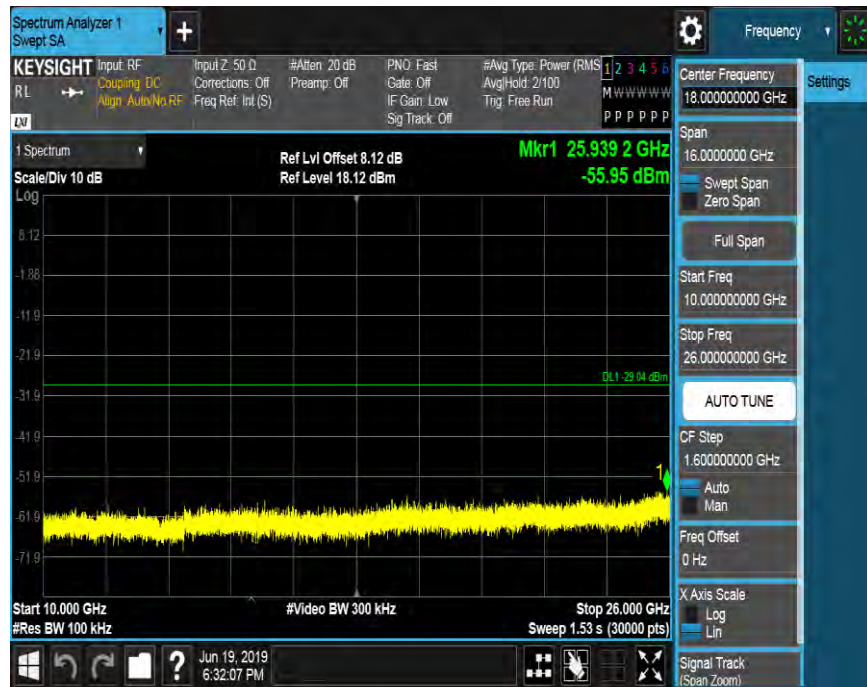 Spectrum Analyzer 1
Swept SA
+
Frequency
KEYSIGHT
RL
LXI
Input: RF
Coupling: DC
Align: Auto/No RF
Input Z: 50 Ω
Corrections: Off
Freq Ref: Int (S)
#Atten: 20 dB
Preamp: Off
PNO: Fast
Gate: Off
IF Gain: Low
Sig Track: Off
#Avg Type: Power (RMS
Avg|Hold: 2/100
Trig: Free Run
1 2 3 4 5 6
M W W W W W
P P P P P P
1 Spectrum
Scale/Div 10 dB
Log
Ref Lvl Offset 8.12 dB
Ref Level 18.12 dBm
Mkr1 25.939 2 GHz
-55.95 dBm
8.12
-1.88
-11.9
-21.9
-31.9
-41.9
-51.9
-61.9
-71.9
DL1 -29.04 dBm
1
Start 10.000 GHz
#Res BW 100 kHz
#Video BW 300 kHz
Stop 26.000 GHz
Sweep 1.53 s (30000 pts)
?
Jun 19, 2019
6:32:07 PM
Center Frequency
18.000000000 GHz
Span
16.0000000 GHz
Swept Span
Zero Span
Full Span
Start Freq
10.000000000 GHz
Stop Freq
26.000000000 GHz
AUTO TUNE
CF Step
1.600000000 GHz
Auto
Man
Freq Offset
0 Hz
X Axis Scale
Log
Lin
Signal Track
(Span Zoom)
Settings